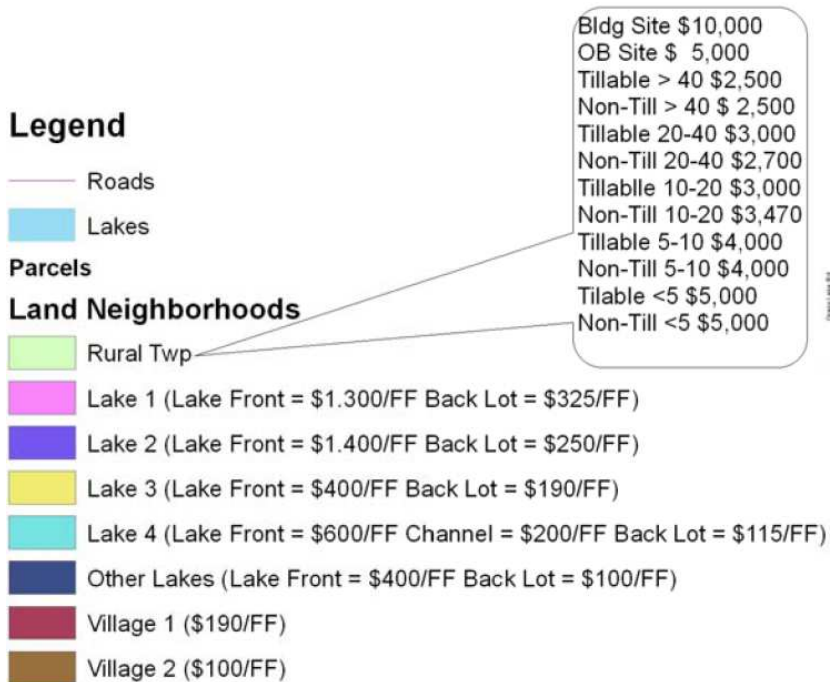 Bldg Site $10,000
OB Site $ 5,000
Tillable > 40 $2,500
Non-Till > 40 $ 2,500
Tillable 20-40 $3,000
Non-Till 20-40 $2,700
Tillablle 10-20 $3,000
Non-Till 10-20 $3,470
Tillable 5-10 $4,000
Non-Till 5-10 $4,000
Tilable <5 $5,000
Non-Till <5 $5,000
Legend
Roads
Lakes
Parcels
Land Neighborhoods
Rural Twp
Lake 1 (Lake Front = $1.300/FF Back Lot = $325/FF)
Lake 2 (Lake Front = $1.400/FF Back Lot = $250/FF)
Lake 3 (Lake Front = $400/FF Back Lot = $190/FF)
Lake 4 (Lake Front = $600/FF Channel = $200/FF Back Lot = $115/FF)
Other Lakes (Lake Front = $400/FF Back Lot = $100/FF)
Village 1 ($190/FF)
Village 2 ($100/FF)